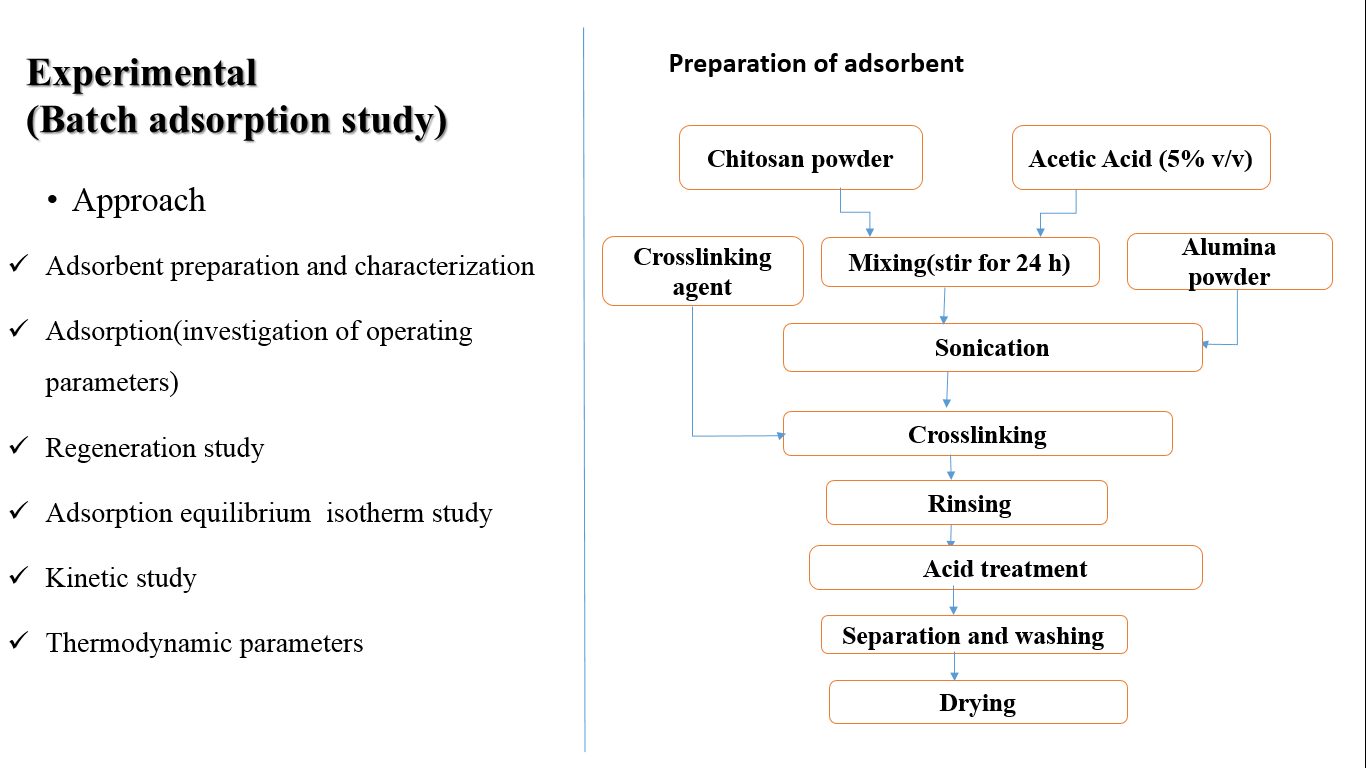 Experimental
(Batch adsorption study)
• Approach
✓ Adsorbent preparation and characterization
✓ Adsorption(investigation of operating
parameters)
✓ Regeneration study
✓ Adsorption equilibrium  isotherm study
✓ Kinetic study
✓ Thermodynamic parameters
Preparation of adsorbent
Chitosan powder
Acetic Acid (5% v/v)
Crosslinking
agent
Mixing(stir for 24 h)
Alumina
powder
Sonication
Crosslinking
Rinsing
Acid treatment
Separation and washing
Drying